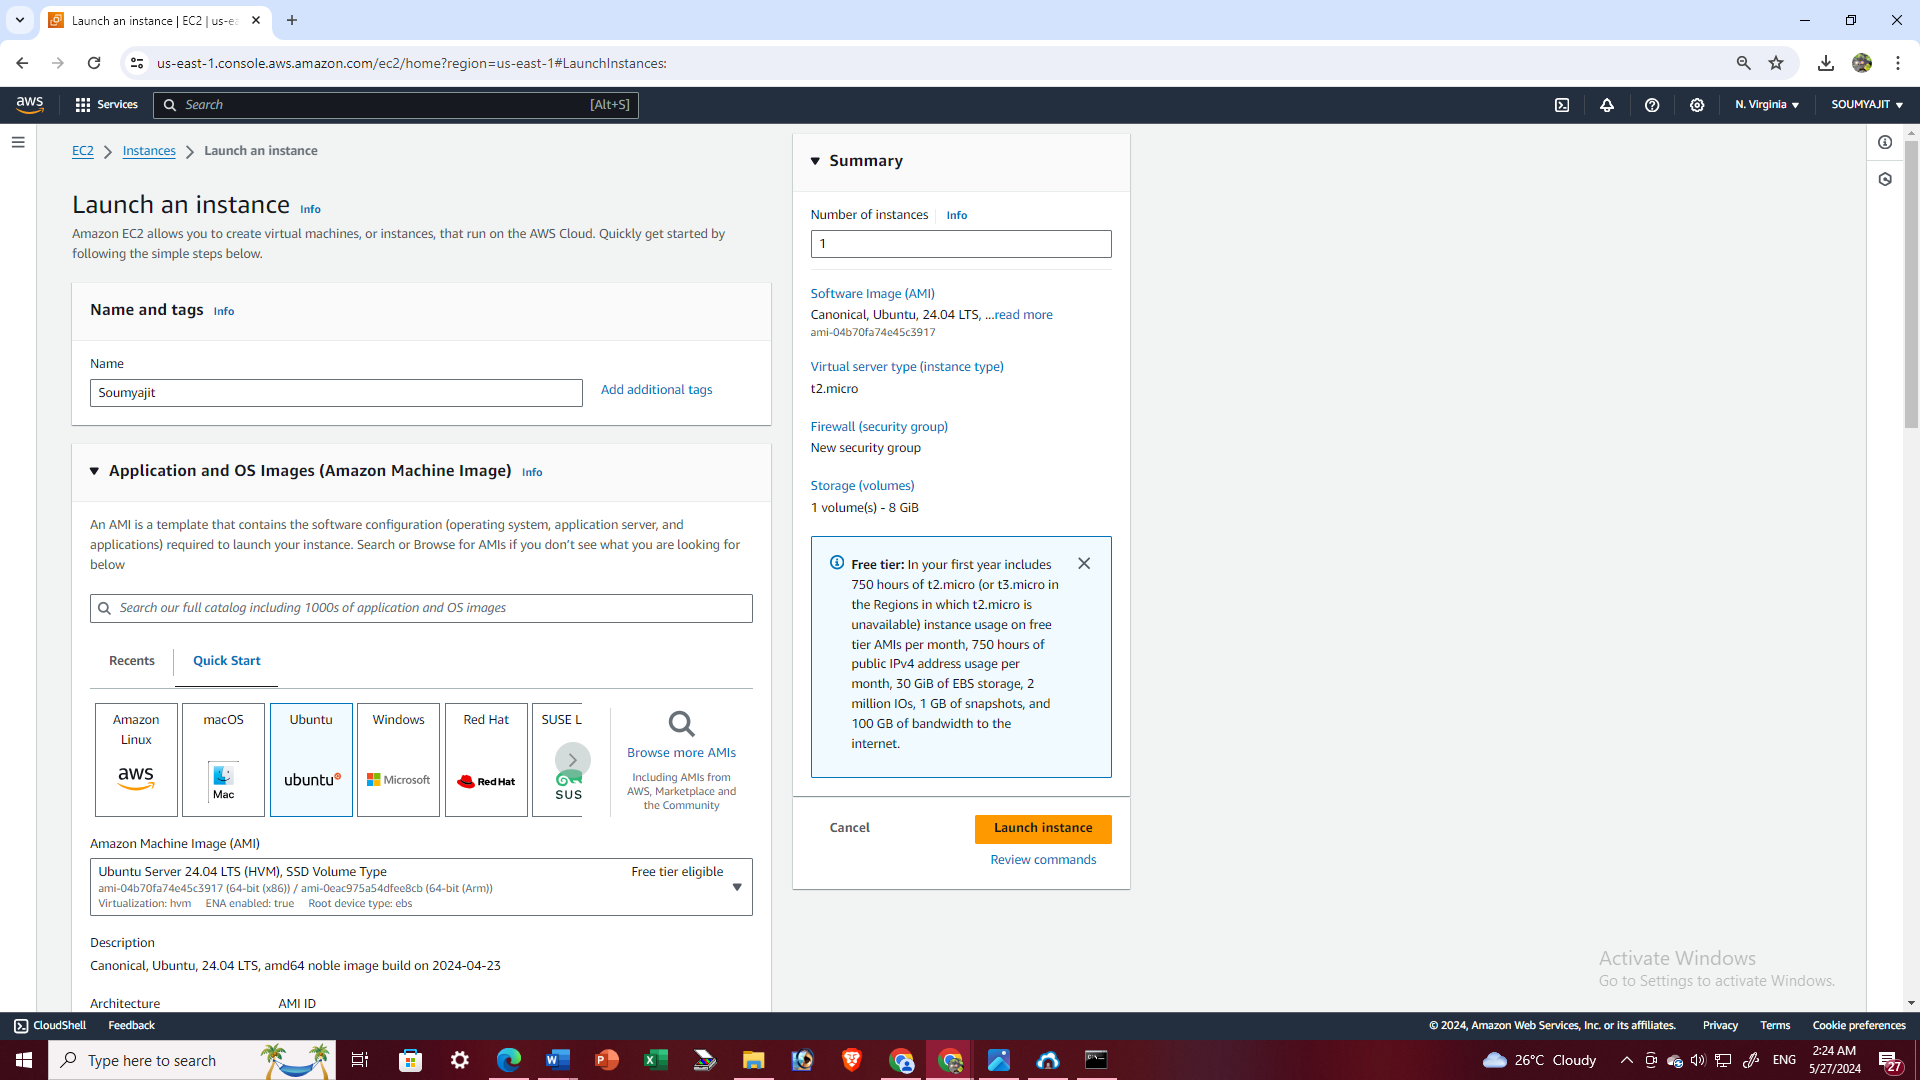 Launch an instance | EC2 | us-ea
us-east-1.console.aws.amazon.com/ec2/home?region=us-east-1#LaunchInstances:
aws
Services
Search
[Alt+S]
N. Virginia
SOUMYAJIT
EC2
Instances
Launch an instance
Launch an instance Info
Amazon EC2 allows you to create virtual machines, or instances, that run on the AWS Cloud. Quickly get started by
following the simple steps below.
Name and tags Info
Name
Soumyajit
Add additional tags
Application and OS Images (Amazon Machine Image) Info
An AMI is a template that contains the software configuration (operating system, application server, and
applications) required to launch your instance. Search or Browse for AMIs if you don't see what you are looking for
below
Search our full catalog including 1000s of application and OS images
Recents
Quick Start
Amazon
Linux
aws
macOS
Mac
Ubuntu
ubuntu
Windows
Microsoft
Red Hat
Red Hat
SUSE L
SUS
Browse more AMIs
Including AMIs from
AWS, Marketplace and
the Community
Amazon Machine Image (AMI)
Ubuntu Server 24.04 LTS (HVM), SSD Volume Type
Free tier eligible
ami-04b70fa74e45c3917 (64-bit (x86)) / ami-0eac975a54dfee8cb (64-bit (Arm))
Virtualization: hvm ENA enabled: true Root device type: ebs
Description
Canonical, Ubuntu, 24.04 LTS, amd64 noble image build on 2024-04-23
Architecture
AMI ID
Summary
Number of instances Info
1
Software Image (AMI)
Canonical, Ubuntu, 24.04 LTS, ...read more
ami-04b70fa74e45c3917
Virtual server type (instance type)
t2.micro
Firewall (security group)
New security group
Storage (volumes)
1 volume(s) - 8 GiB
Free tier: In your first year includes
750 hours of t2.micro (or t3.micro in
the Regions in which t2.micro is
unavailable) instance usage on free
tier AMIs per month, 750 hours of
public IPv4 address usage per
month, 30 GiB of EBS storage, 2
million IOs, 1 GB of snapshots, and
100 GB of bandwidth to the
internet.
Cancel
Launch instance
Review commands
Activate Windows
Go to Settings to activate Windows.
CloudShell
Feedback
© 2024, Amazon Web Services, Inc. or its affiliates.
Privacy
Terms
Cookie preferences
Type here to search
26°C Cloudy
ENG
2:24 AM
5/27/2024
27